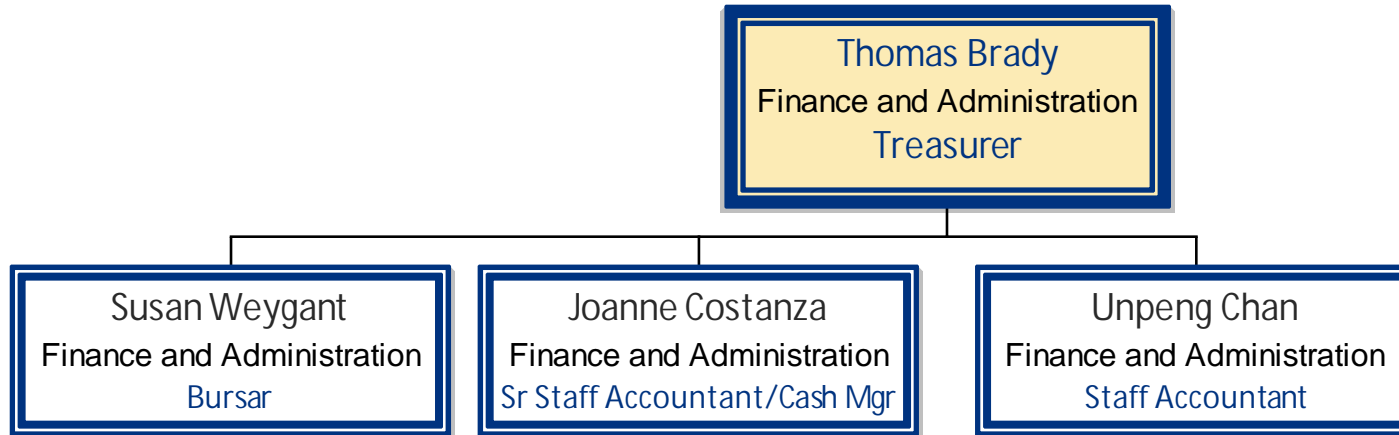 Thomas Brady
Finance and Administration
Treasurer
Susan Weygant
Finance and Administration
Bursar
Joanne Costanza
Finance and Administration
Sr Staff Accountant/Cash Mgr
Unpeng Chan
Finance and Administration
Staff Accountant